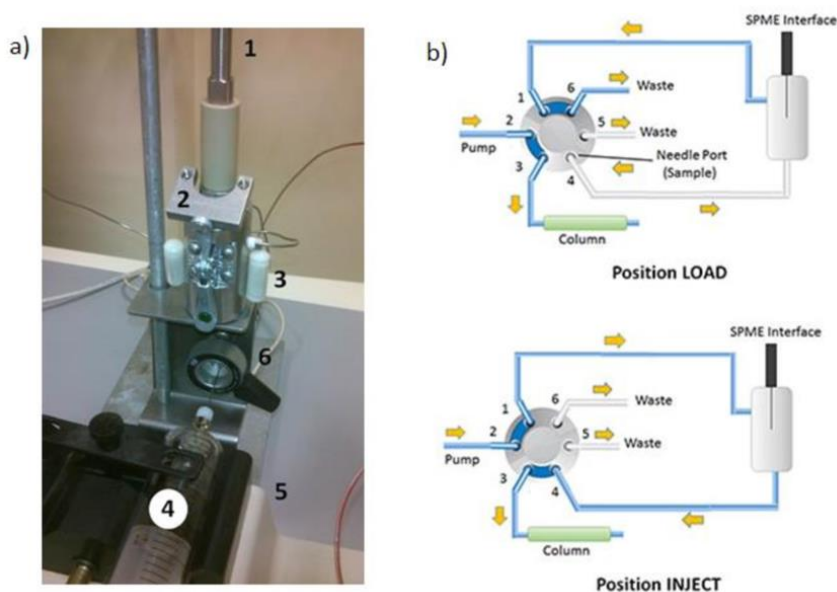 a)
1
2
3
6
4
5
b)
SPME Interface
6
Waste
1
2
5
Waste
Pump
3
4
Needle Port
(Sample)
Column
Position LOAD
SPME Interface
6
Waste
1
2
5
Waste
Pump
3
4
Column
Position INJECT